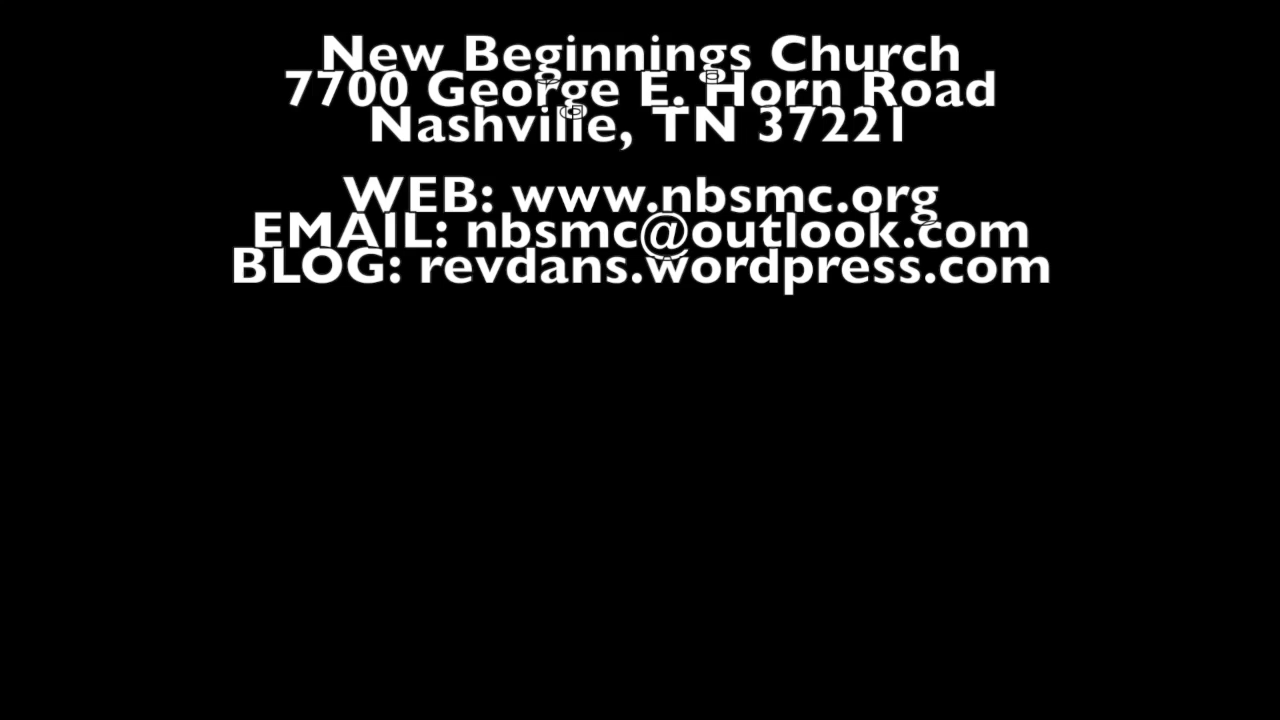 New Beginnings Church
7700 George E. Horn Road
Nashville, TN 37221
WEB: www.nbsmc.org
EMAIL: nbsmc@outlook.com
BLOG: revdans.wordpress.com